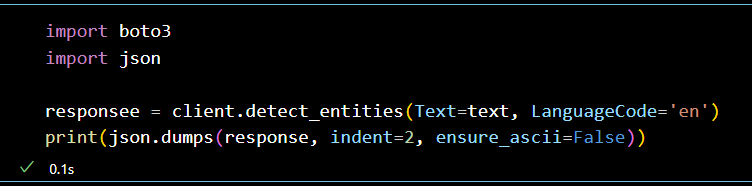 import boto3
import json
responsee = client.detect_entities(Text=text, LanguageCode='en')
print(json.dumps(response, indent=2, ensure_ascii=False))
0.1s